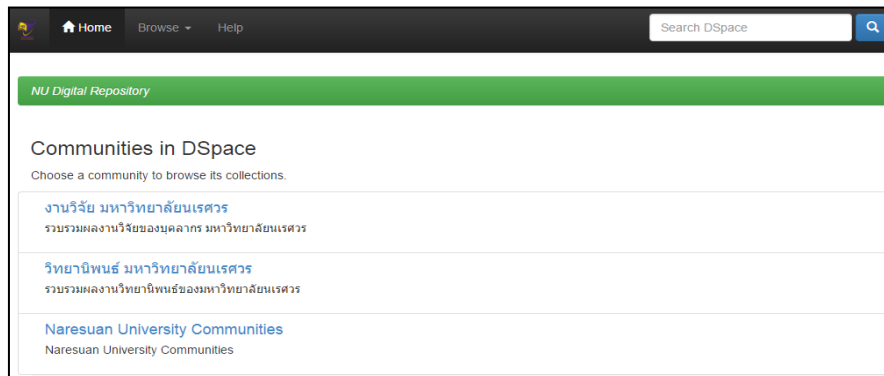 Home Browse Help Search DSpace
NU Digital Repository
Communities in DSpace
Choose a community to browse its collections.
งานวิจัย มหาวิทยาลัยนเรศวร
รวบรวมผลงานวิจัยของบุคลากร มหาวิทยาลัยนเรศวร
วิทยานิพนธ์ มหาวิทยาลัยนเรศวร
รวบรวมผลงานวิทยานิพนธ์ของมหาวิทยาลัยนเรศวร
Naresuan University Communities
Naresuan University Communities